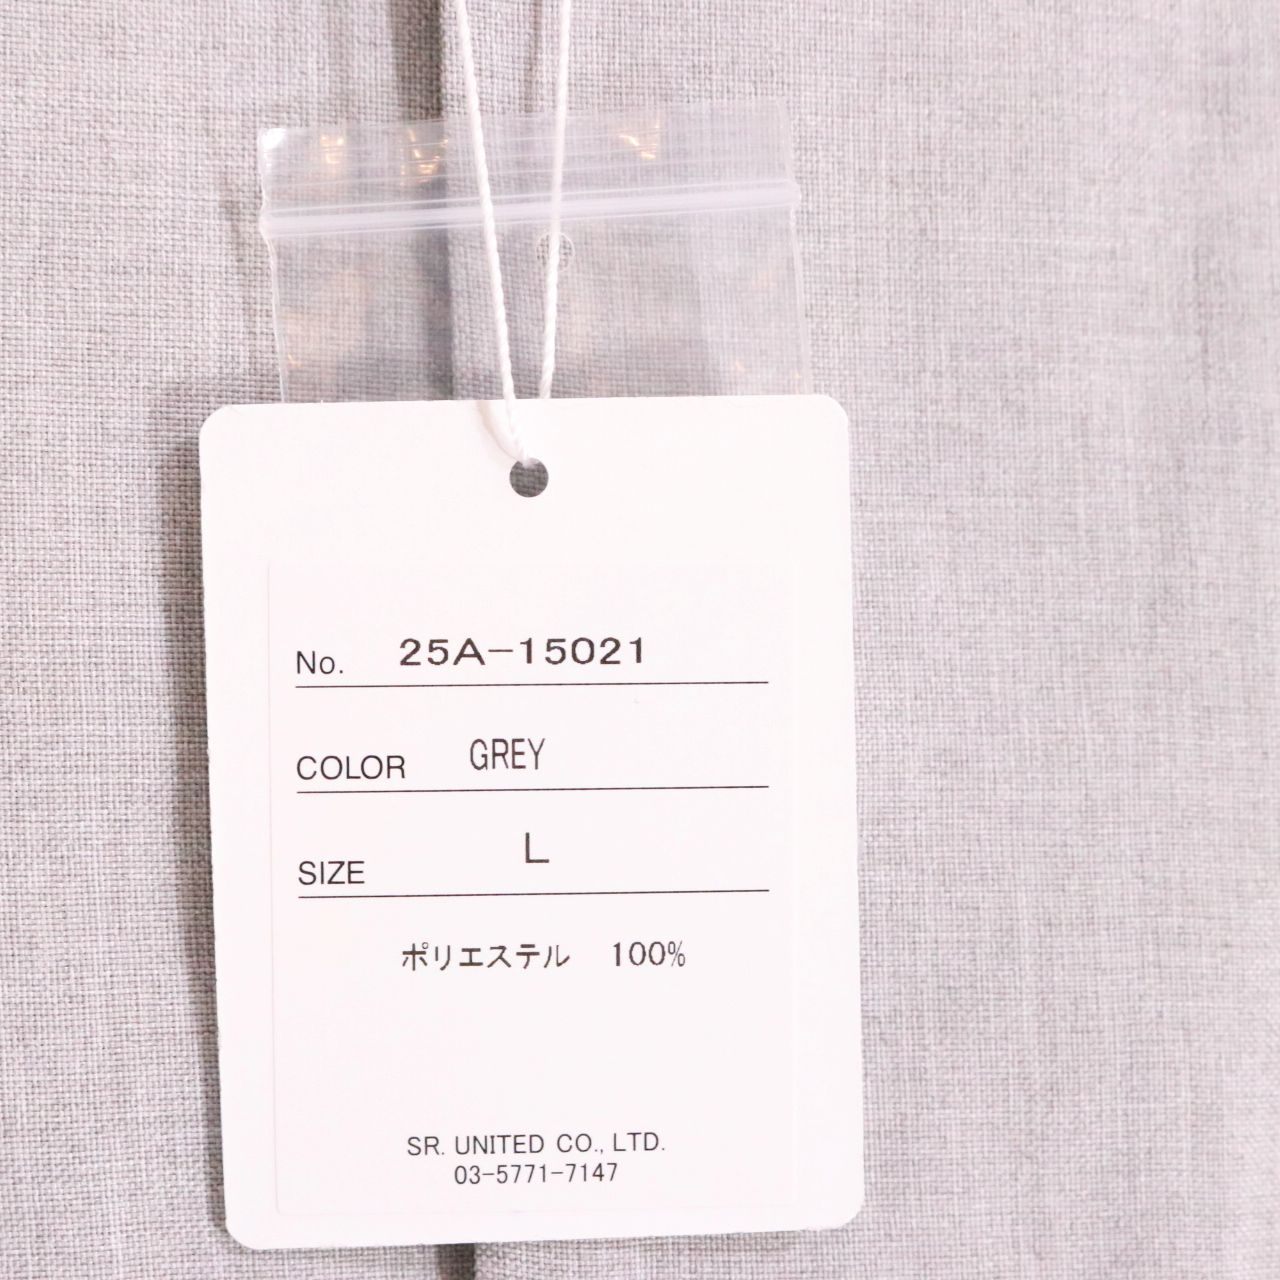 No. 25A-15021
COLOR GREY
SIZE L
ポリエステル 100%
SR. UNITED CO., LTD.
03-5771-7147